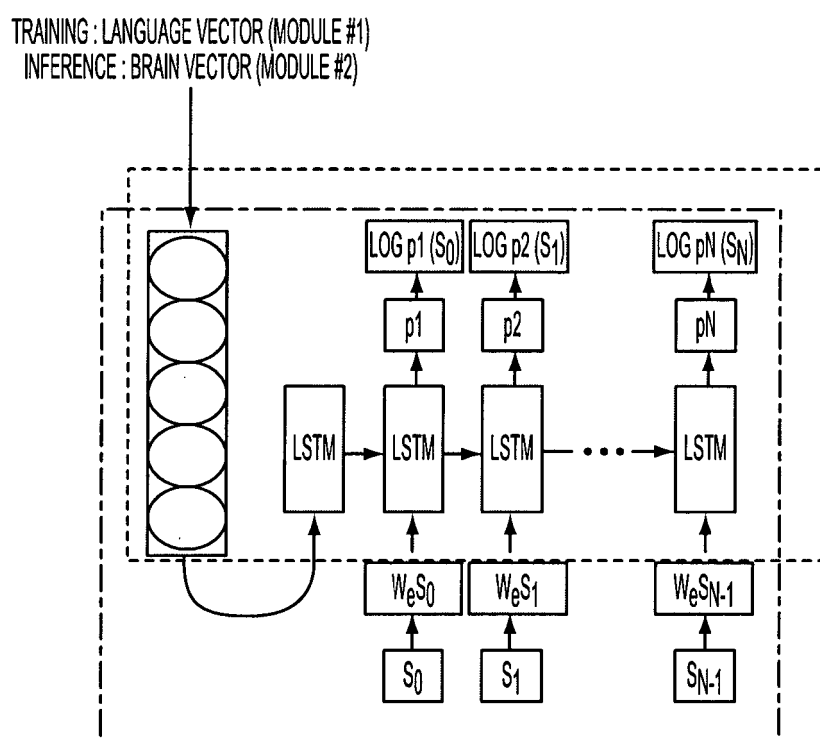 TRAINING : LANGUAGE VECTOR (MODULE #1)
INFERENCE : BRAIN VECTOR (MODULE #2)
LOG p1 (S0) LOG p2 (S1) LOG pN (SN)
p1 p2 pN
LSTM LSTM LSTM LSTM
WeS0 WeS1 WeSN-1
S0 S1 SN-1